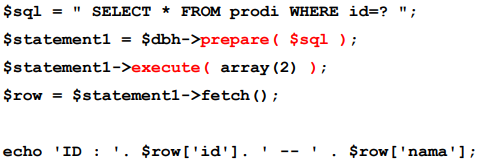 $sql = " SELECT * FROM prodi WHERE id=? ";
$statement1 = $dbh->prepare( $sql );
$statement1->execute( array(2) );
$row = $statement1->fetch();
echo 'ID : '. $row['id']. ' -- ' . $row['nama'];